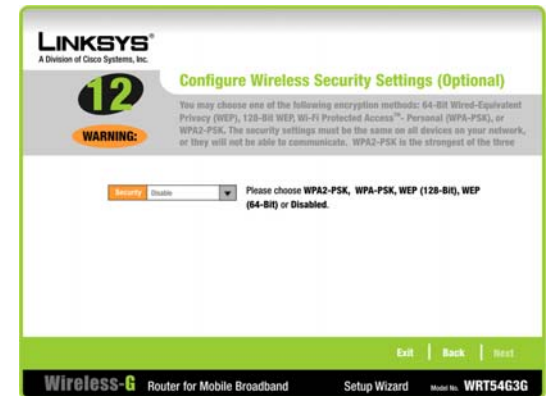 LINKSYS®
A Division of Cisco Systems, Inc.
12
Configure Wireless Security Settings (Optional)
WARNING:
You may choose one of the following encryption methods: 64-Bit Wired-Equivalent
Privacy (WEP), 128-Bit WEP, Wi-Fi Protected Access™- Personal (WPA-PSK), or
WPA2-PSK. The security settings must be the same on all devices on your network,
or they will not be able to communicate. WPA2-PSK is the strongest of the three
Security Disable
Please choose WPA2-PSK, WPA-PSK, WEP (128-Bit), WEP
(64-Bit) or Disabled.
Exit Back Next
Wireless-G Router for Mobile Broadband Setup Wizard Model No. WRT54G3G